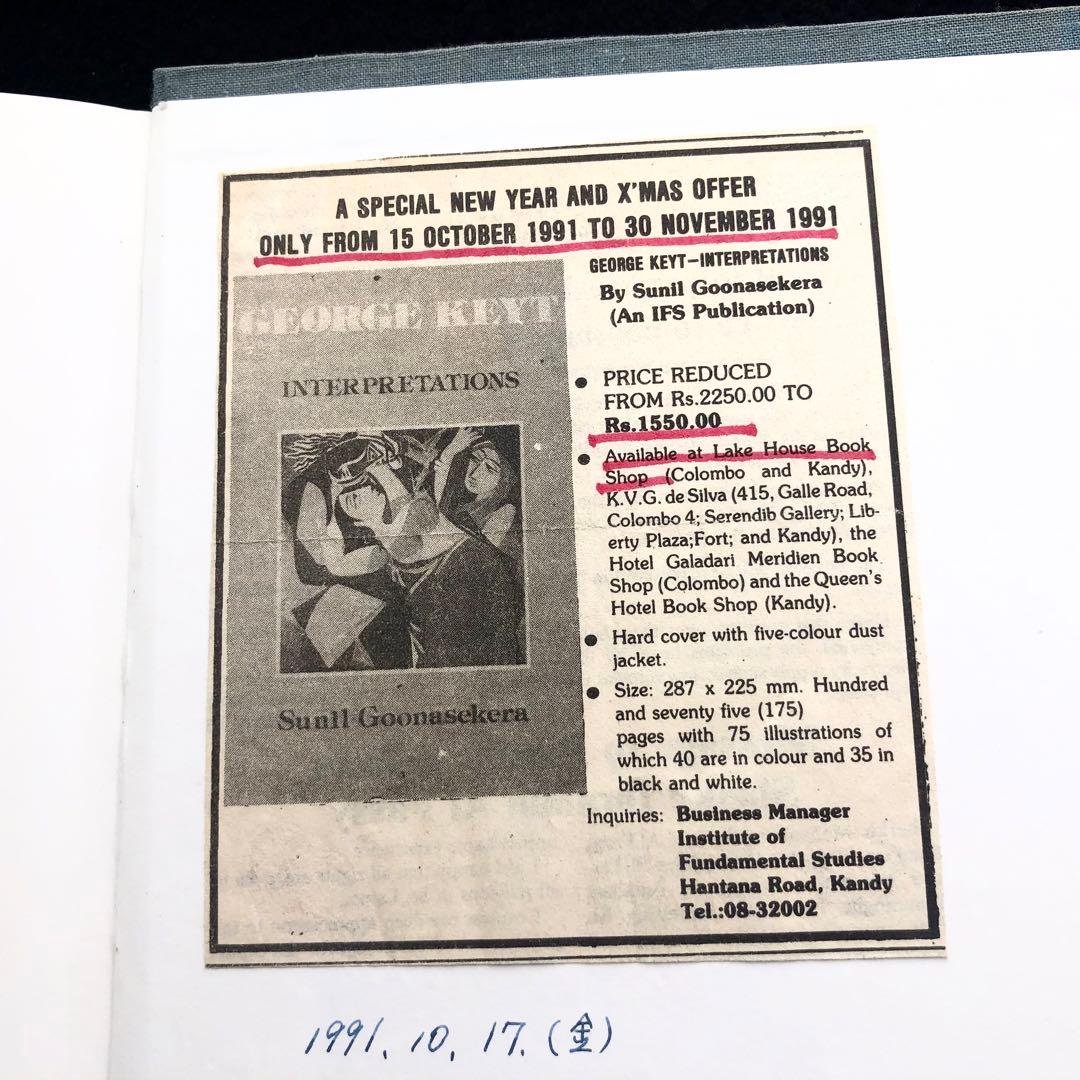 A SPECIAL NEW YEAR AND X'MAS OFFER
ONLY FROM 15 OCTOBER 1991 TO 30 NOVEMBER 1991
GEORGE KEYT
INTERPRETATIONS
Sunil Goonasekera
GEORGE KEYT—INTERPRETATIONS
By Sunil Goonasekera
(An IFS Publication)
● PRICE REDUCED
FROM Rs.2250.00 TO
Rs.1550.00
● Available at Lake House Book
Shop (Colombo and Kandy),
K.V.G. de Silva (415, Galle Road,
Colombo 4; Serendib Gallery; Lib-
erty Plaza;Fort; and Kandy), the
Hotel Galadari Meridien Book
Shop (Colombo) and the Queen's
Hotel Book Shop (Kandy).
● Hard cover with five-colour dust
jacket.
● Size: 287 x 225 mm. Hundred
and seventy five (175)
pages with 75 illustrations of
which 40 are in colour and 35 in
black and white.
Inquiries: Business Manager
Institute of
Fundamental Studies
Hantana Road, Kandy
Tel.:08-32002
1991. 10. 17. (金)